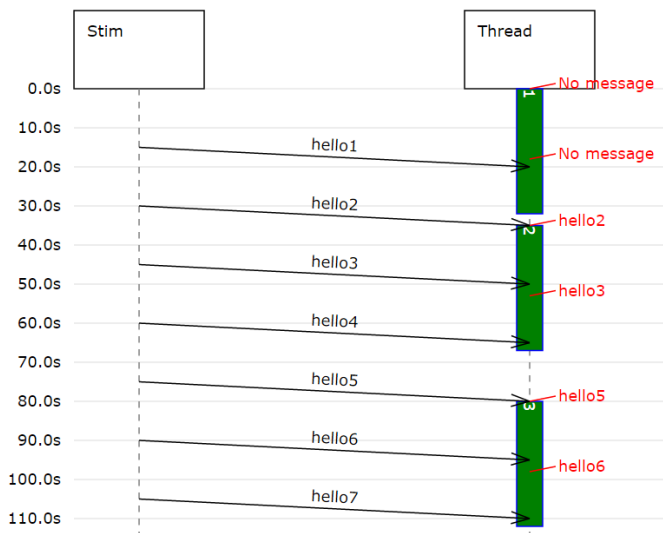 Stim
Thread
0.0s
No message
1
10.0s
hello1
No message
20.0s
30.0s
hello2
hello2
2
40.0s
hello3
50.0s
hello3
60.0s
hello4
70.0s
hello5
hello5
80.0s
3
90.0s
hello6
hello6
100.0s
hello7
110.0s